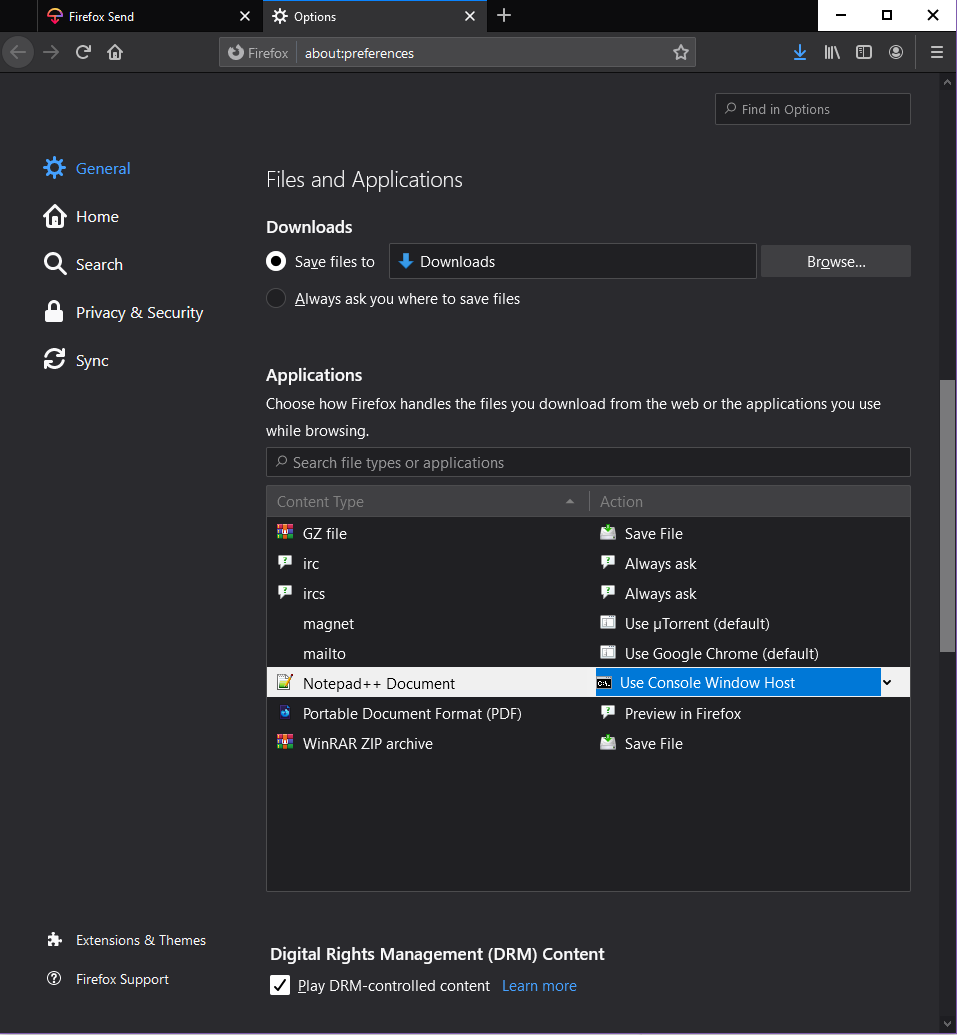 Firefox Send
Options
Firefox about:preferences
Find in Options
General
Home
Search
Privacy & Security
Sync
Files and Applications
Downloads
Save files to Downloads Browse...
Always ask you where to save files
Applications
Choose how Firefox handles the files you download from the web or the applications you use
while browsing.
Search file types or applications
Content Type Action
GZ file Save File
irc Always ask
ircs Always ask
magnet Use µTorrent (default)
mailto Use Google Chrome (default)
Notepad++ Document Use Console Window Host
Portable Document Format (PDF) Preview in Firefox
WinRAR ZIP archive Save File
Extensions & Themes
Firefox Support
Digital Rights Management (DRM) Content
Play DRM-controlled content Learn more